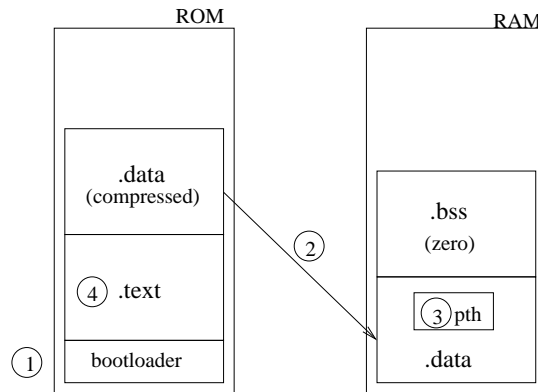 ROM
RAM
.data
(compressed)
.bss
(zero)
2
4 .text
3 pth
.data
1 bootloader